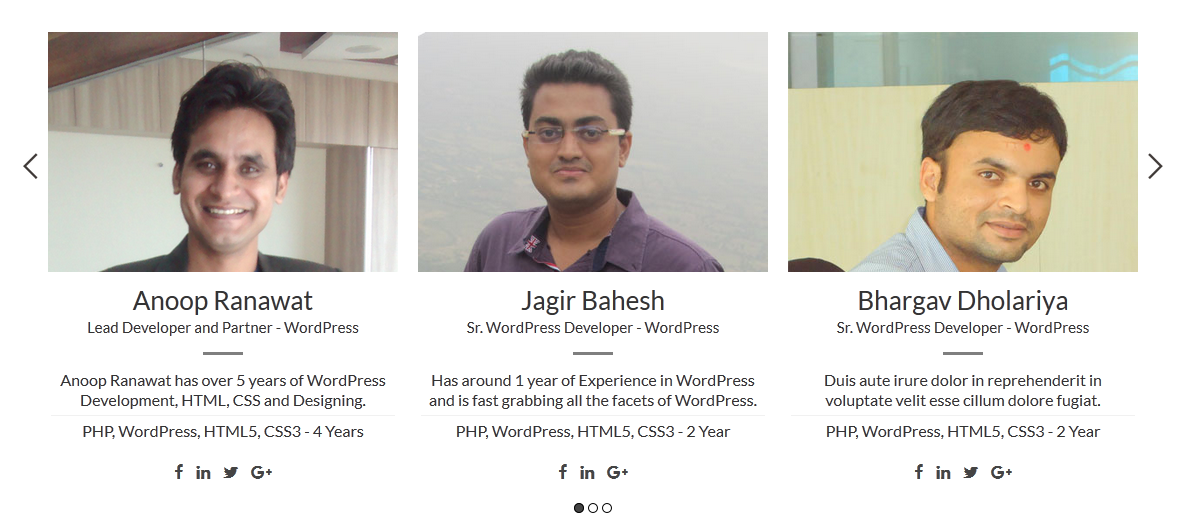 Anoop Ranawat
Lead Developer and Partner - WordPress
Anoop Ranawat has over 5 years of WordPress
Development, HTML, CSS and Designing.
PHP, WordPress, HTML5, CSS3 - 4 Years
Jagir Bahesh
Sr. WordPress Developer - WordPress
Has around 1 year of Experience in WordPress
and is fast grabbing all the facets of WordPress.
PHP, WordPress, HTML5, CSS3 - 2 Year
Bhargav Dholariya
Sr. WordPress Developer - WordPress
Duis aute irure dolor in reprehenderit in
voluptate velit esse cillum dolore fugiat.
PHP, WordPress, HTML5, CSS3 - 2 Year